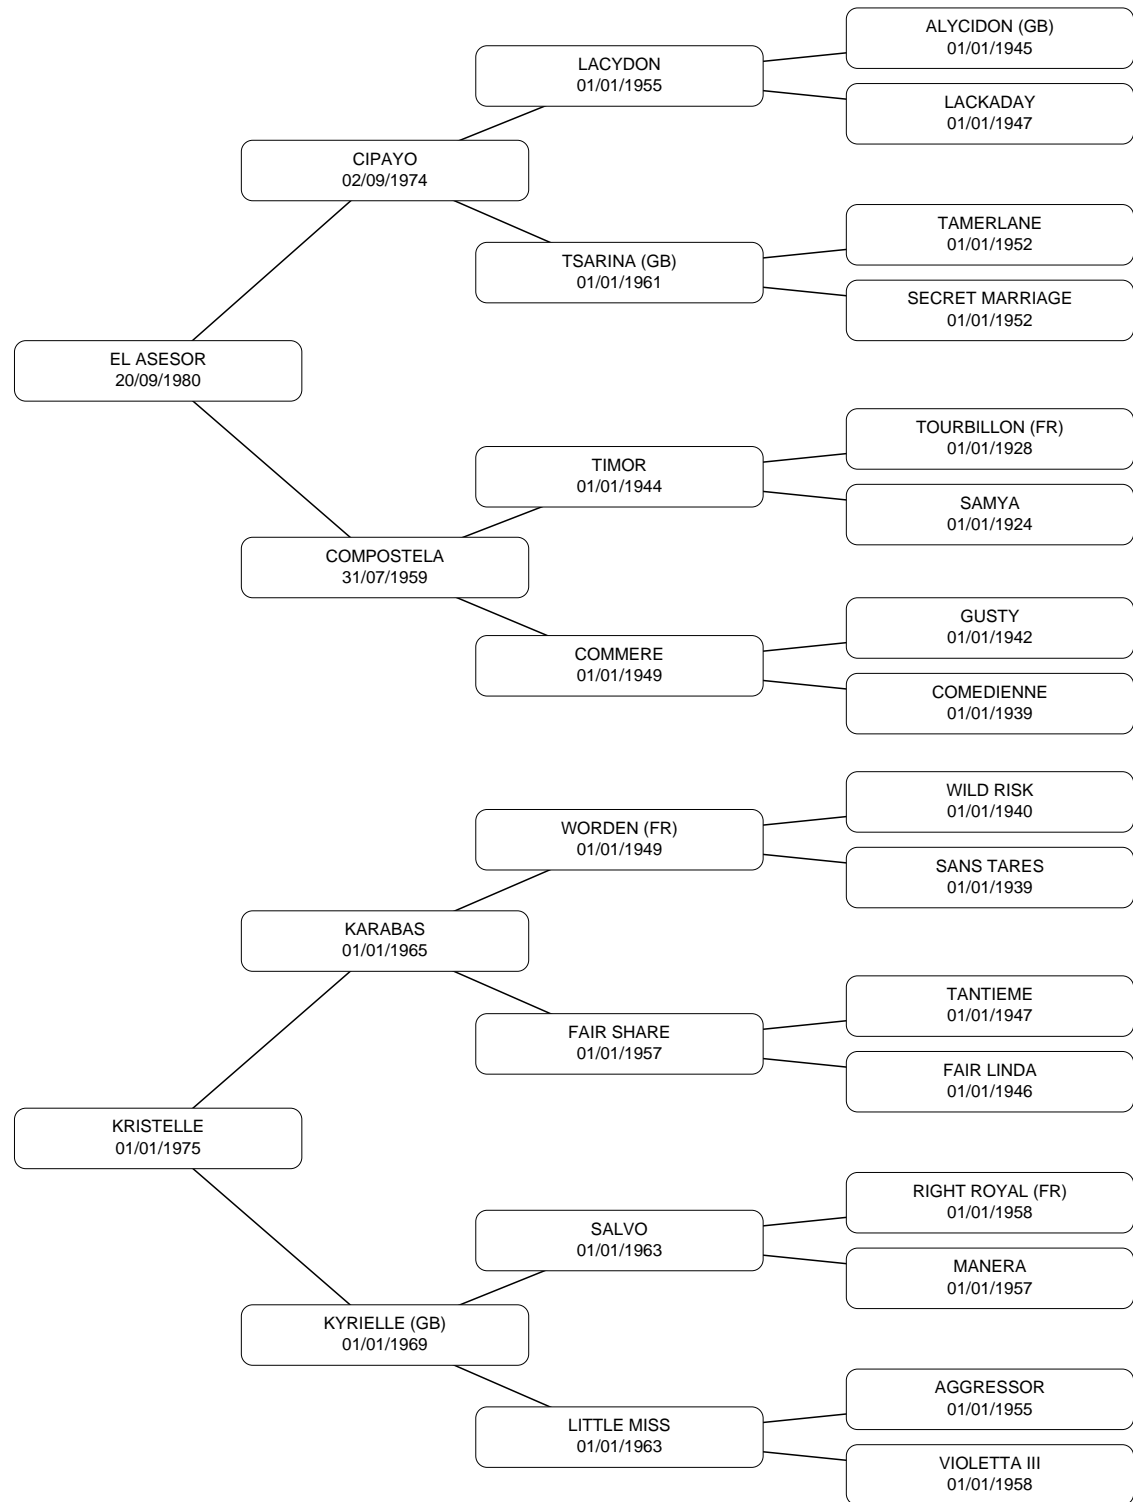 ALYCIDON (GB)
01/01/1945
LACYDON
01/01/1955
LACKADAY
01/01/1947
CIPAYO
02/09/1974
TAMERLANE
01/01/1952
TSARINA (GB)
01/01/1961
SECRET MARRIAGE
01/01/1952
EL ASESOR
20/09/1980
TOURBILLON (FR)
01/01/1928
TIMOR
01/01/1944
SAMYA
01/01/1924
COMPOSTELA
31/07/1959
GUSTY
01/01/1942
COMMERE
01/01/1949
COMEDIENNE
01/01/1939
WILD RISK
01/01/1940
WORDEN (FR)
01/01/1949
SANS TARES
01/01/1939
KARABAS
01/01/1965
TANTIEME
01/01/1947
FAIR SHARE
01/01/1957
FAIR LINDA
01/01/1946
KRISTELLE
01/01/1975
RIGHT ROYAL (FR)
01/01/1958
SALVO
01/01/1963
MANERA
01/01/1957
KYRIELLE (GB)
01/01/1969
AGGRESSOR
01/01/1955
LITTLE MISS
01/01/1963
VIOLETTA III
01/01/1958